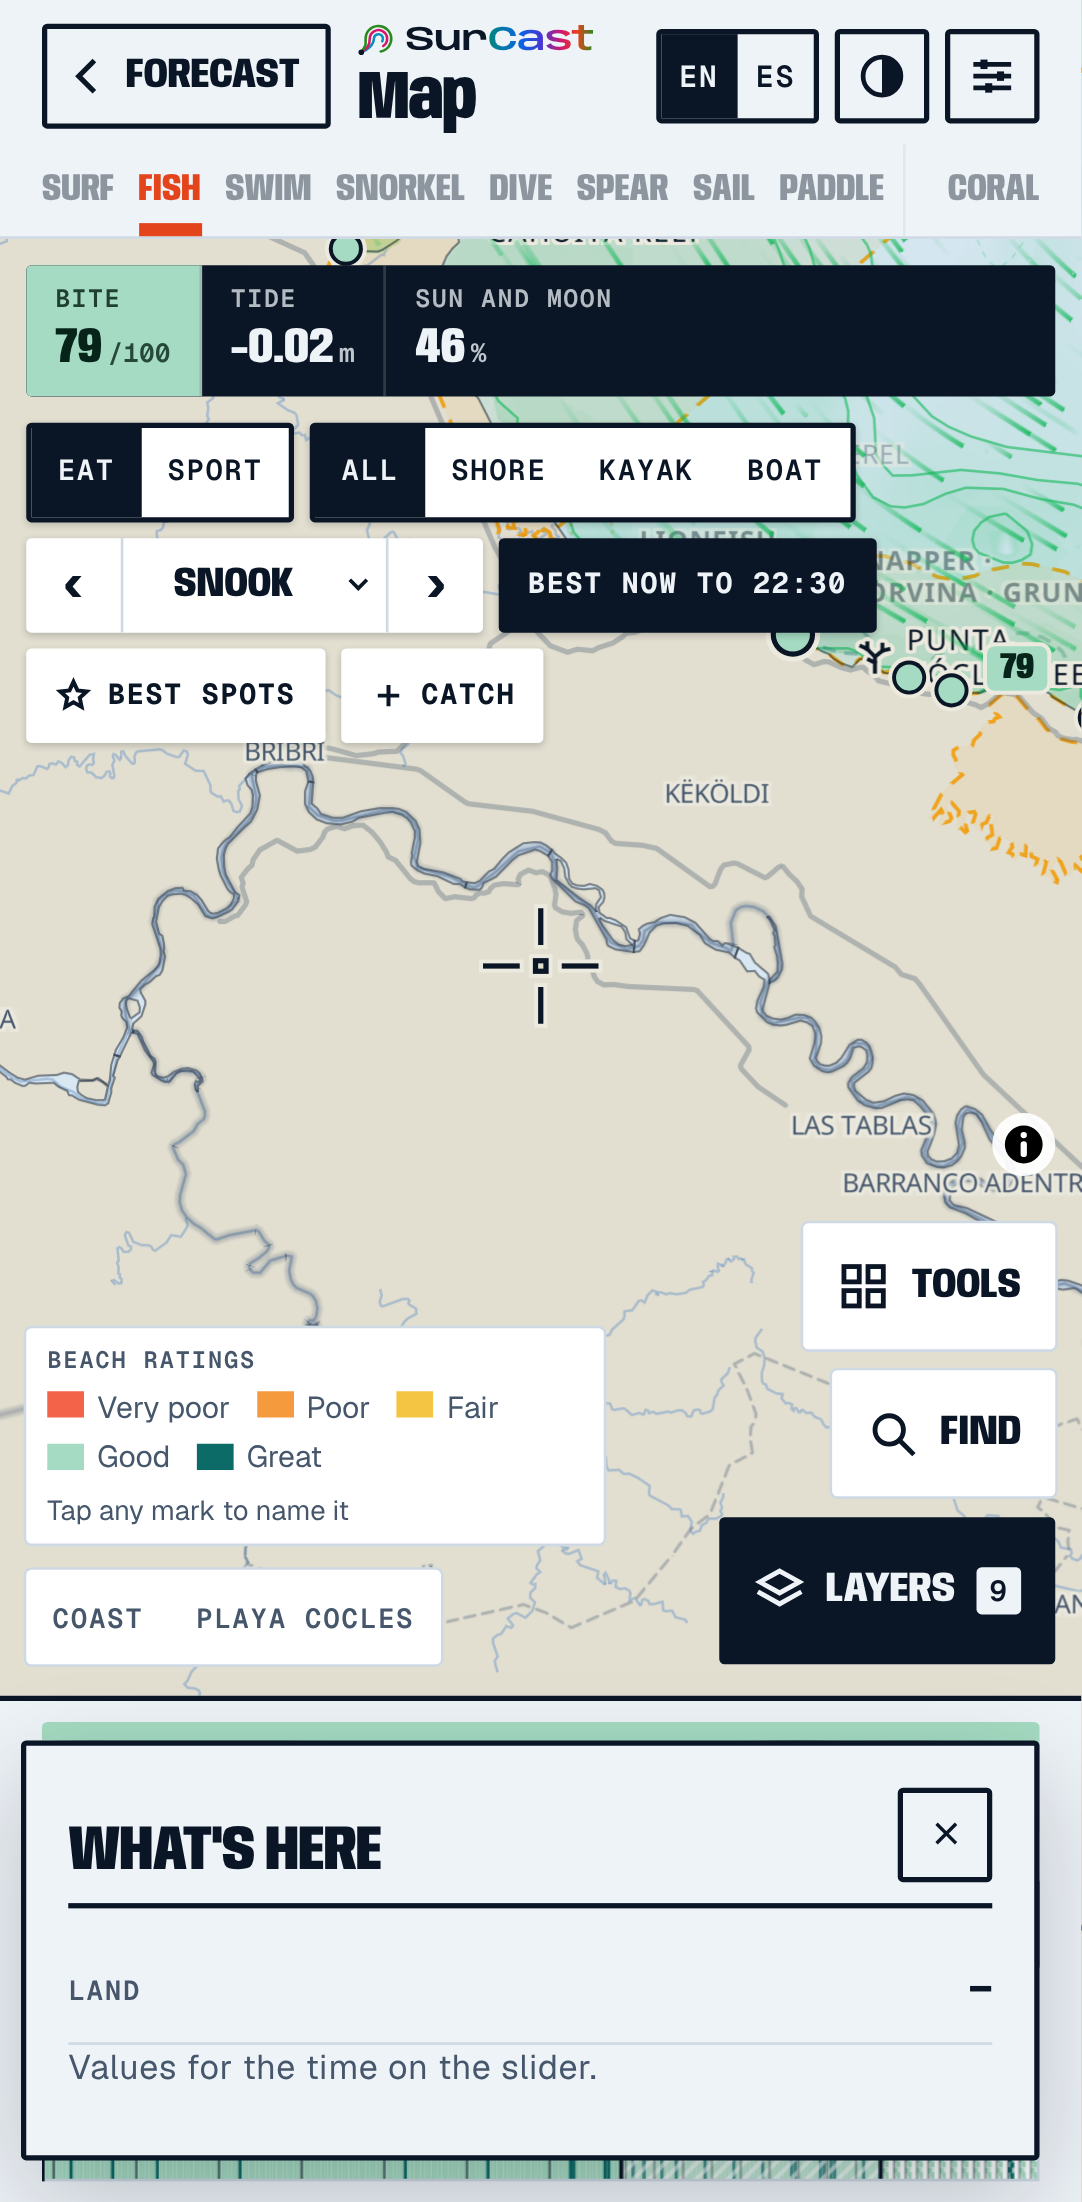 FORECAST
SurCast
Map
EN ES
SURF FISH SWIM SNORKEL DIVE SPEAR SAIL PADDLE CORAL
BITE
79 /100
TIDE
-0.02 m
SUN AND MOON
46 %
EAT SPORT
ALL SHORE KAYAK BOAT
LIONFISH
SNOOK
BEST NOW TO 22:30
PUNTA
79
BEST SPOTS
+ CATCH
BRIBRI
KËKÖLDI
LAS TABLAS
BARRANCO ADENTR
TOOLS
BEACH RATINGS
Very poor Poor Fair
Good Great
Tap any mark to name it
FIND
LAYERS 9
COAST PLAYA COCLES
WHAT'S HERE
LAND –
Values for the time on the slider.